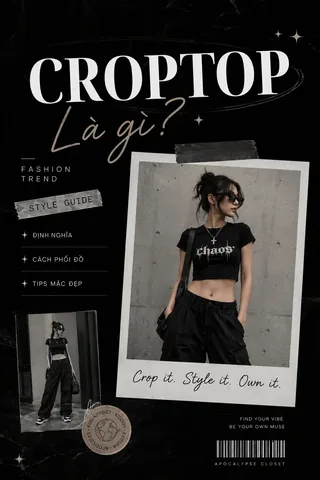 CROPTOP
Là gì?
FASHION
TREND
STYLE GUIDE
ĐỊNH NGHĨA
CÁCH PHỐI ĐỒ
TIPS MẶC ĐẸP
chaos
Crop it. Style it. Own it.
FIND YOUR VIBE
BE YOUR OWN MUSE
APOCALYPSE CLOSET